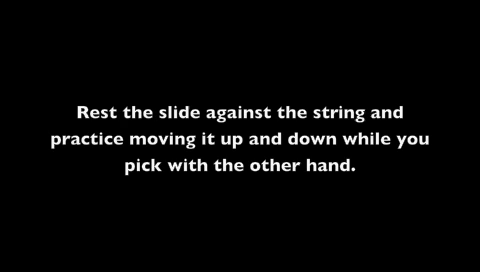 Rest the slide against the string and
practice moving it up and down while you
pick with the other hand.